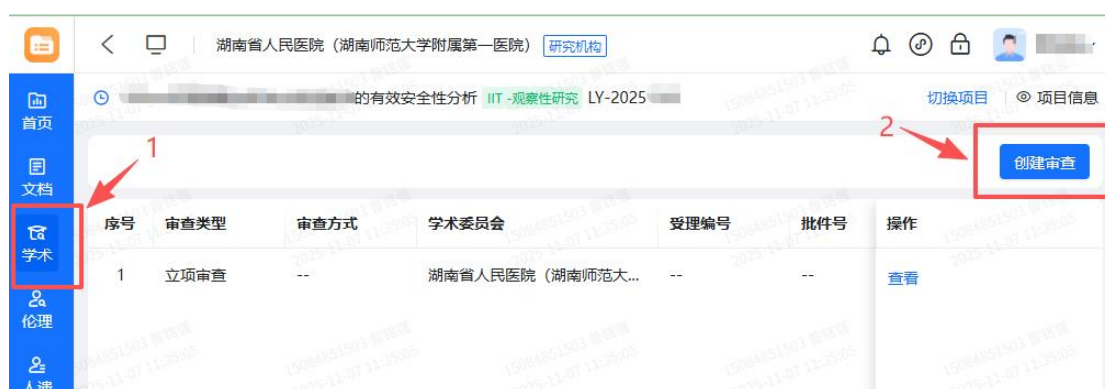 湖南省人民医院（湖南师范大学附属第一医院） 研究机构
的有效安全性分析 IIT -观察性研究 LY-2025 切换项目 项目信息
首页
1
2
创建审查
文档
序号 审查类型 审查方式 学术委员会 受理编号 批件号 操作
学术
1 立项审查 -- 湖南省人民医院（湖南师范大... -- -- 查看
伦理
人遗